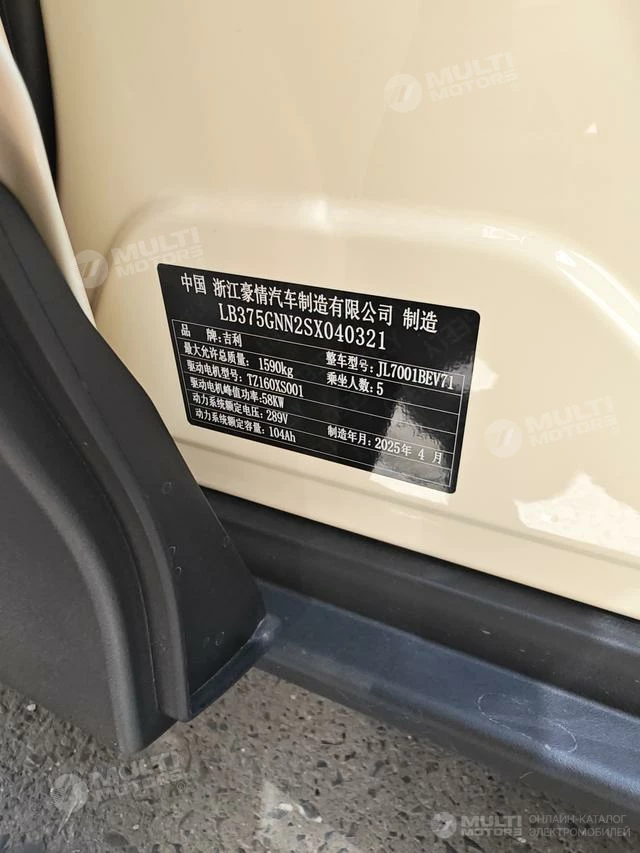 MULTI
MOTORS
MULTI
MOTORS
中国 浙江豪情汽车制造有限公司 制造
LB375GNN2SX040321
品 牌:吉利
整车型号: JL7001BEV71
最大允许总质量: 1590kg
乘坐人数: 5
驱动电机型号: TZ160XS001
驱动电机峰值功率:58KW
动力系统额定电压: 289V
制造年月: 2025年 4 月
动力系统额定容量: 104Ah
MULTI
MOTORS
MULTI
MOTORS
MULTI
MOTORS
ОНЛАЙН-КАТАЛОГ
ЭЛЕКТРОМОБИЛЕЙ